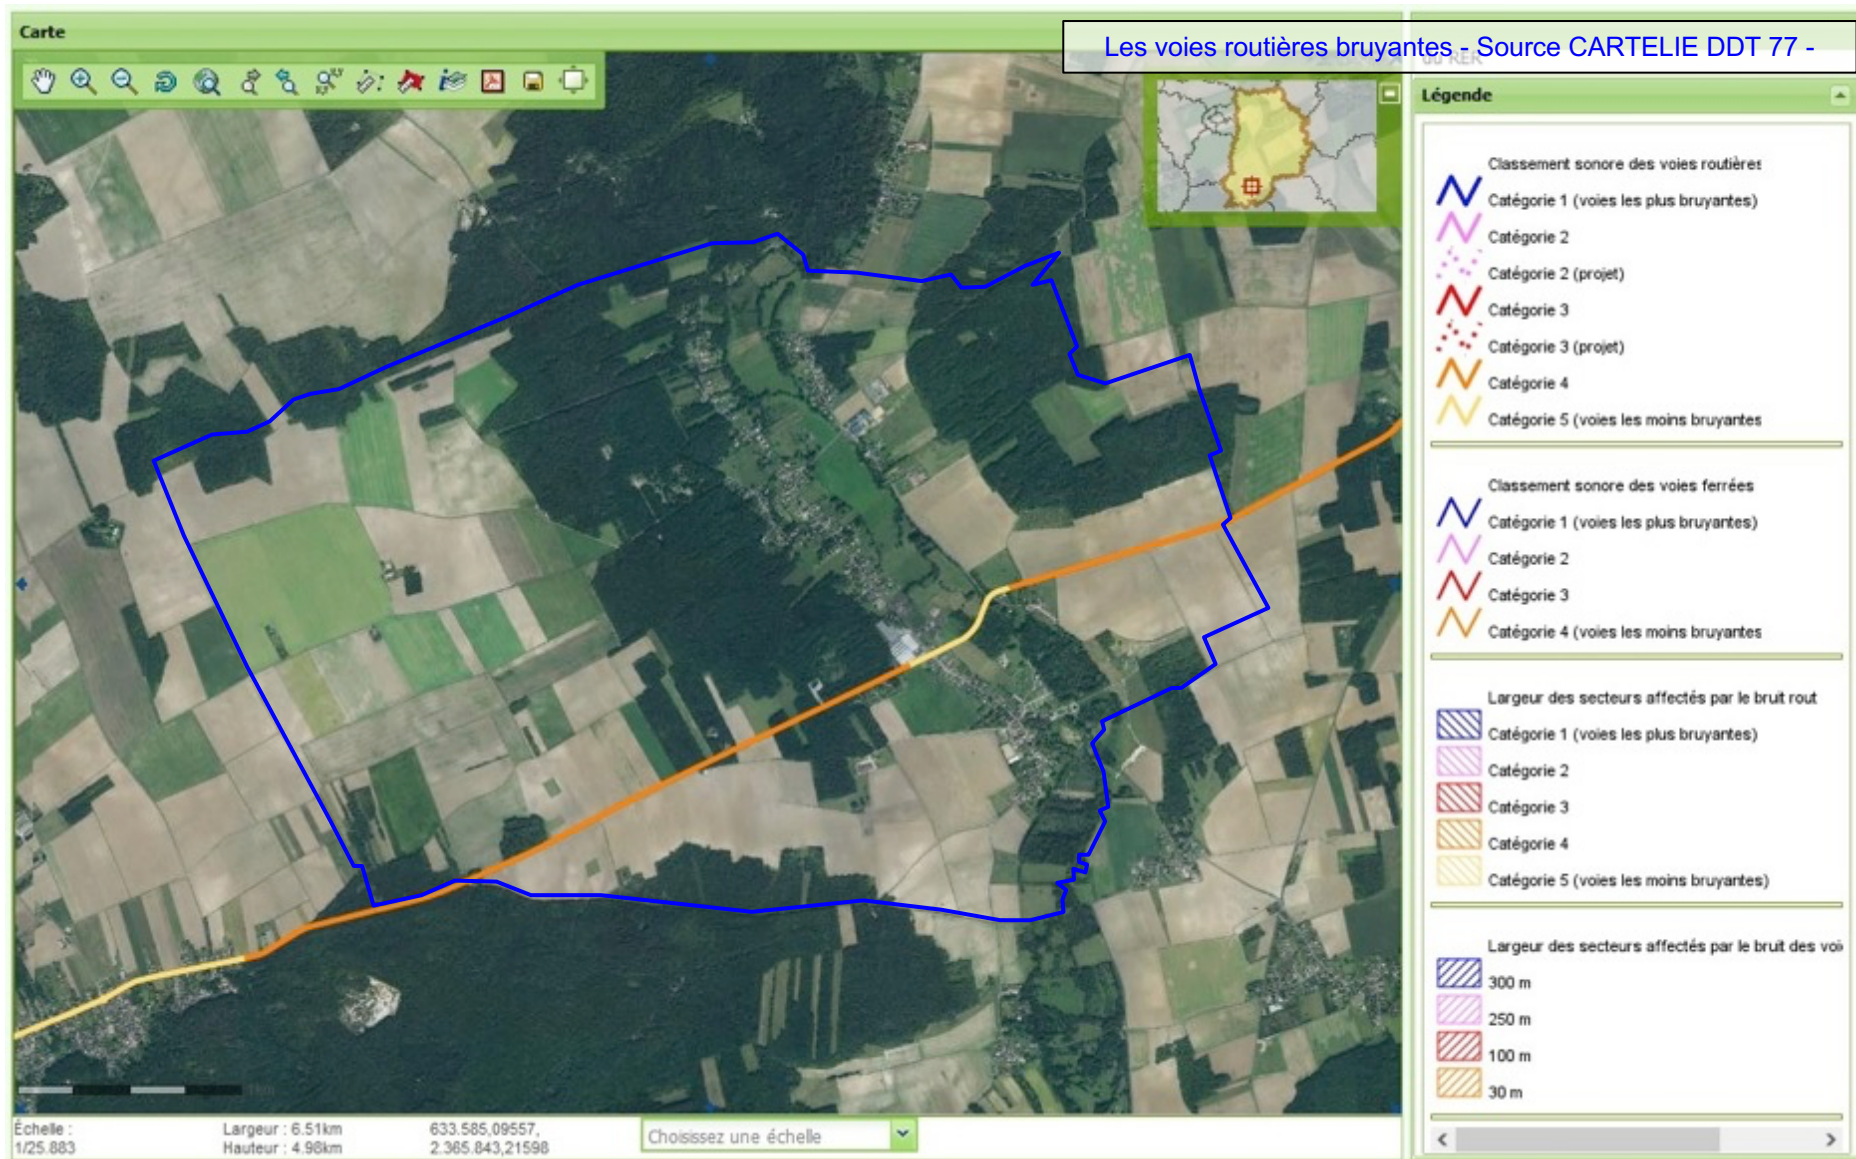 Carte
Les voies routières bruyantes - Source CARTELIE DDT 77 -
du RER
Légende
Classement sonore des voies routières
Catégorie 1 (voies les plus bruyantes)
Catégorie 2
Catégorie 2 (projet)
Catégorie 3
Catégorie 3 (projet)
Catégorie 4
Catégorie 5 (voies les moins bruyantes
Classement sonore des voies ferrées
Catégorie 1 (voies les plus bruyantes)
Catégorie 2
Catégorie 3
Catégorie 4 (voies les moins bruyantes
Largeur des secteurs affectés par le bruit rout
Catégorie 1 (voies les plus bruyantes)
Catégorie 2
Catégorie 3
Catégorie 4
Catégorie 5 (voies les moins bruyantes)
Largeur des secteurs affectés par le bruit des voi
300 m
250 m
100 m
30 m
Échelle :
1/25.883
Largeur : 6.51km
Hauteur : 4.98km
633.585,09557,
2.365.843,21598
Choisissez une échelle